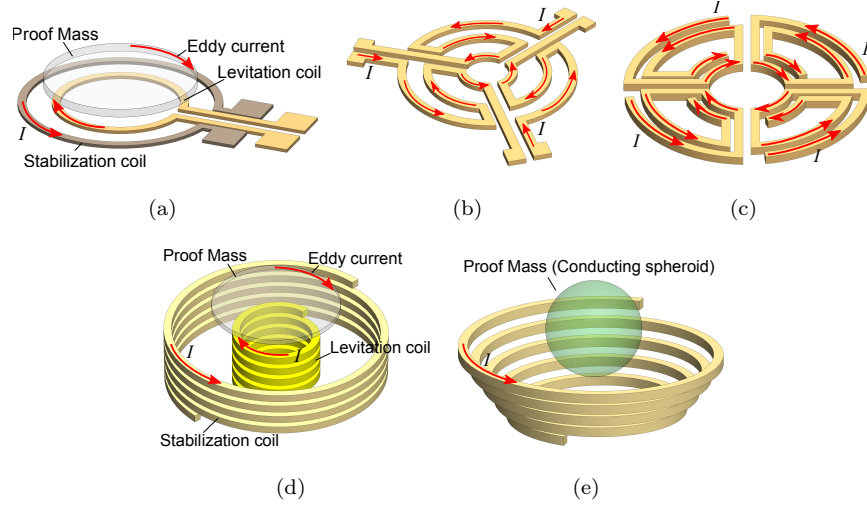 Proof Mass
Eddy current
Levitation coil
I
Stabilization coil
(a)
I
I
I
(b)
I
I
I
I
(c)
Proof Mass
Eddy current
I
I
Levitation coil
Stabilization coil
(d)
Proof Mass (Conducting spheroid)
I
(e)